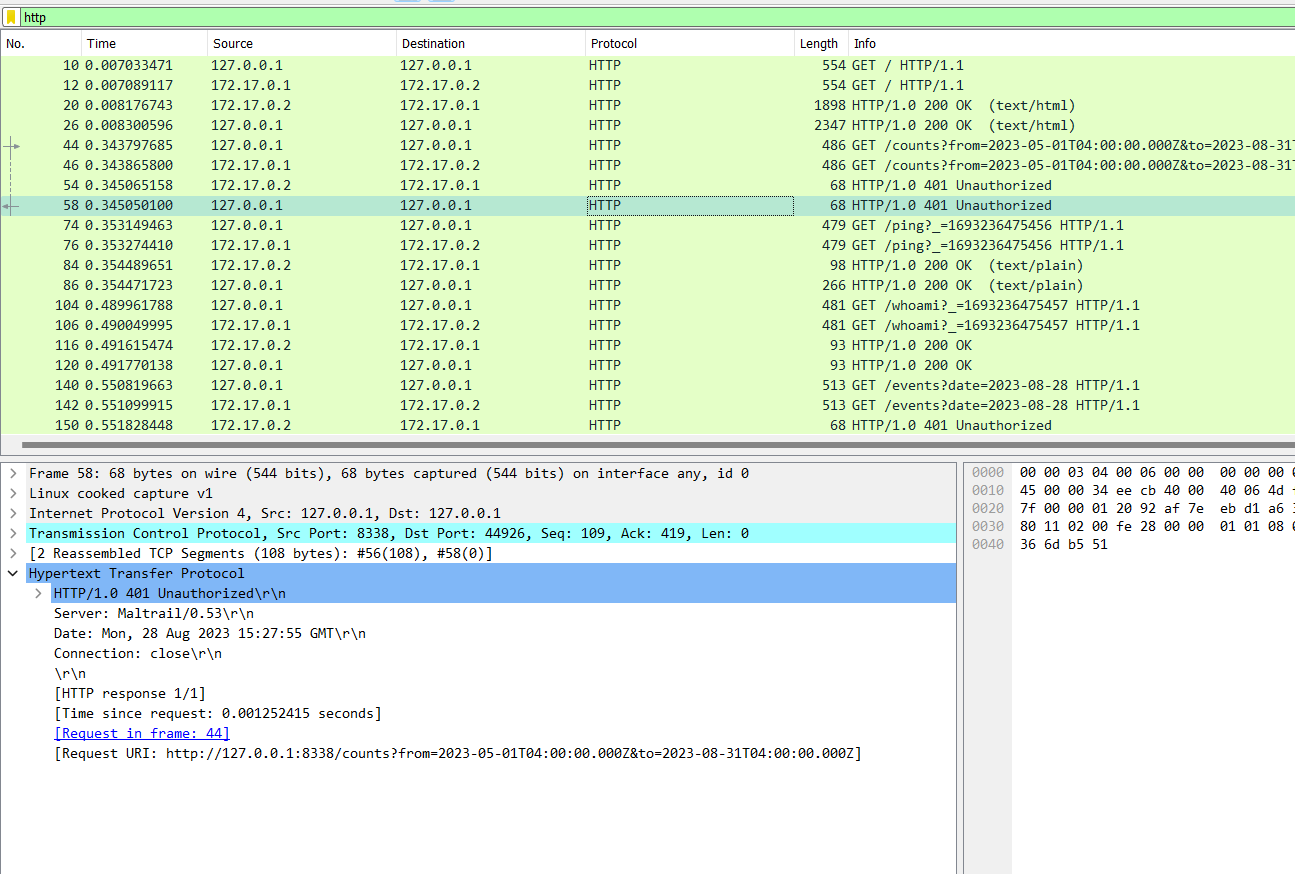 http
No. Time Source Destination Protocol Length Info
10 0.007033471 127.0.0.1 127.0.0.1 HTTP 554 GET / HTTP/1.1
12 0.007089117 172.17.0.1 172.17.0.2 HTTP 554 GET / HTTP/1.1
20 0.008176743 172.17.0.2 172.17.0.1 HTTP 1898 HTTP/1.0 200 OK (text/html)
26 0.008300596 127.0.0.1 127.0.0.1 HTTP 2347 HTTP/1.0 200 OK (text/html)
44 0.343797685 127.0.0.1 127.0.0.1 HTTP 486 GET /counts?from=2023-05-01T04:00:00.000Z&to=2023-08-31T
46 0.343865800 172.17.0.1 172.17.0.2 HTTP 486 GET /counts?from=2023-05-01T04:00:00.000Z&to=2023-08-31T
54 0.345065158 172.17.0.2 172.17.0.1 HTTP 68 HTTP/1.0 401 Unauthorized
58 0.345050100 127.0.0.1 127.0.0.1 HTTP 68 HTTP/1.0 401 Unauthorized
74 0.353149463 127.0.0.1 127.0.0.1 HTTP 479 GET /ping?_=1693236475456 HTTP/1.1
76 0.353274410 172.17.0.1 172.17.0.2 HTTP 479 GET /ping?_=1693236475456 HTTP/1.1
84 0.354489651 172.17.0.2 172.17.0.1 HTTP 98 HTTP/1.0 200 OK (text/plain)
86 0.354471723 127.0.0.1 127.0.0.1 HTTP 266 HTTP/1.0 200 OK (text/plain)
104 0.489961788 127.0.0.1 127.0.0.1 HTTP 481 GET /whoami?_=1693236475457 HTTP/1.1
106 0.490049995 172.17.0.1 172.17.0.2 HTTP 481 GET /whoami?_=1693236475457 HTTP/1.1
116 0.491615474 172.17.0.2 172.17.0.1 HTTP 93 HTTP/1.0 200 OK
120 0.491770138 127.0.0.1 127.0.0.1 HTTP 93 HTTP/1.0 200 OK
140 0.550819663 127.0.0.1 127.0.0.1 HTTP 513 GET /events?date=2023-08-28 HTTP/1.1
142 0.551099915 172.17.0.1 172.17.0.2 HTTP 513 GET /events?date=2023-08-28 HTTP/1.1
150 0.551828448 172.17.0.2 172.17.0.1 HTTP 68 HTTP/1.0 401 Unauthorized
Frame 58: 68 bytes on wire (544 bits), 68 bytes captured (544 bits) on interface any, id 0
Linux cooked capture v1
Internet Protocol Version 4, Src: 127.0.0.1, Dst: 127.0.0.1
Transmission Control Protocol, Src Port: 8338, Dst Port: 44926, Seq: 109, Ack: 419, Len: 0
[2 Reassembled TCP Segments (108 bytes): #56(108), #58(0)]
Hypertext Transfer Protocol
HTTP/1.0 401 Unauthorized\r\n
Server: Maltrail/0.53\r\n
Date: Mon, 28 Aug 2023 15:27:55 GMT\r\n
Connection: close\r\n
\r\n
[HTTP response 1/1]
[Time since request: 0.001252415 seconds]
[Request in frame: 44]
[Request URI: http://127.0.0.1:8338/counts?from=2023-05-01T04:00:00.000Z&to=2023-08-31T04:00:00.000Z]
0000 00 00 03 04 00 06 00 00 00 00 00
0010 45 00 00 34 ee cb 40 00 40 06 4d
0020 7f 00 00 01 20 92 af 7e eb d1 a6
0030 80 11 02 00 fe 28 00 00 01 01 08
0040 36 6d b5 51